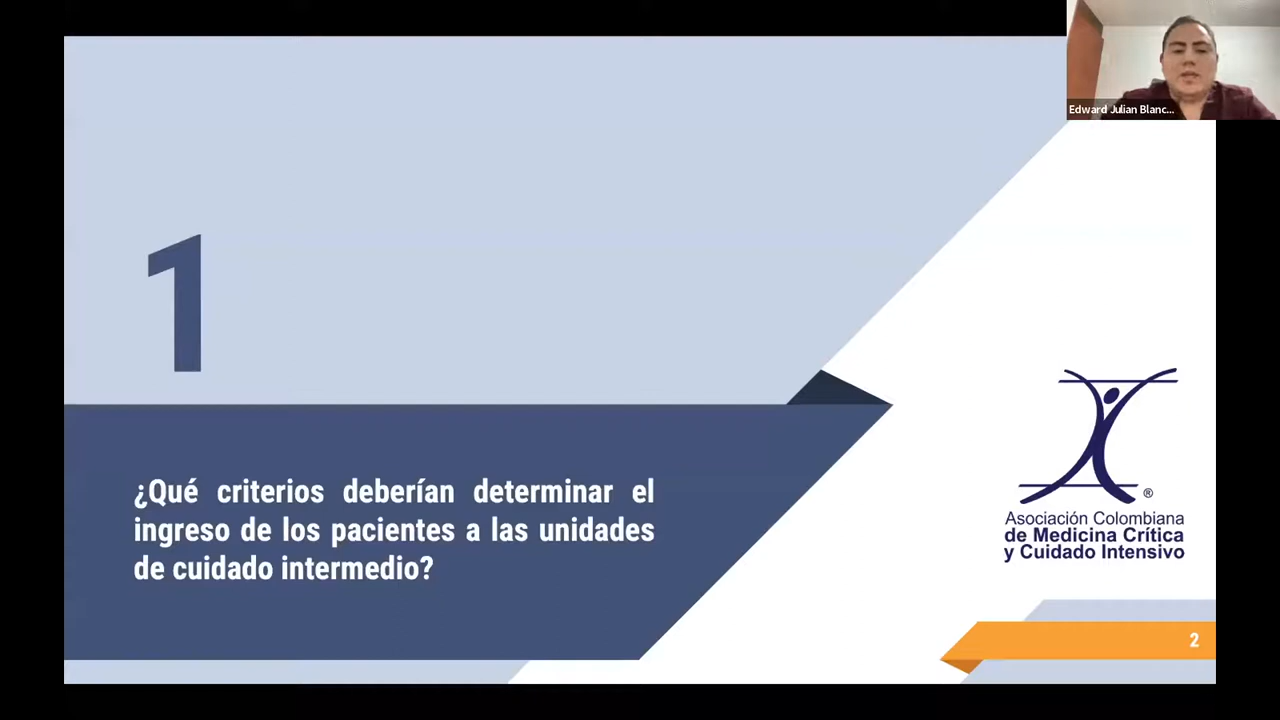 Edward Julian Blanc...
1
¿Qué criterios deberían determinar el
ingreso de los pacientes a las unidades
de cuidado intermedio?
®
Asociación Colombiana
de Medicina Crítica
y Cuidado Intensivo
2